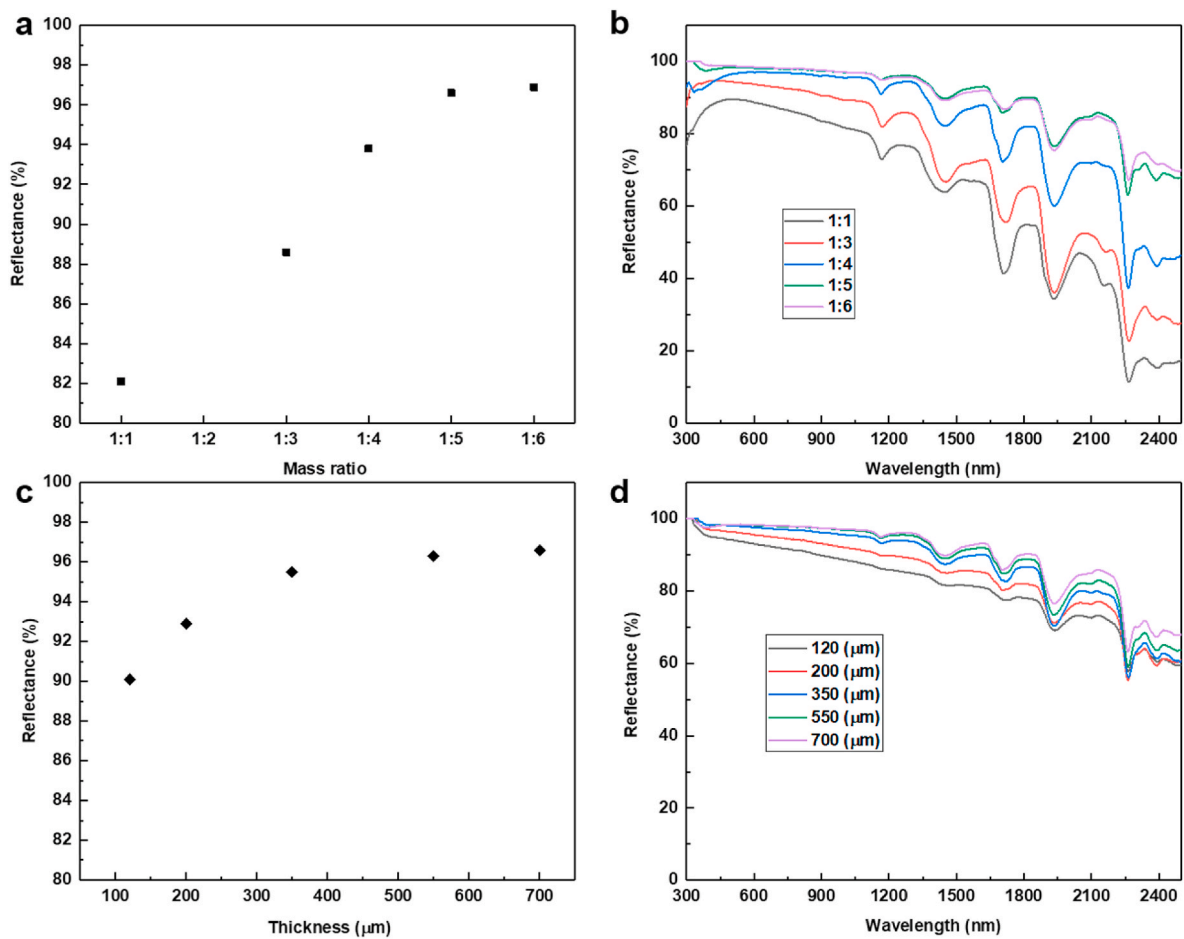 a
100
98
96
94
92
90
88
86
84
82
80
Reflectance (%)
1:1 1:2 1:3 1:4 1:5 1:6
Mass ratio
b
100
80
60
40
20
0
Reflectance (%)
1:1
1:3
1:4
1:5
1:6
300 600 900 1200 1500 1800 2100 2400
Wavelength (nm)
c
100
98
96
94
92
90
88
86
84
82
80
Reflectance (%)
100 200 300 400 500 600 700
Thickness (μm)
d
100
80
60
40
20
0
Reflectance (%)
120 (μm)
200 (μm)
350 (μm)
550 (μm)
700 (μm)
300 600 900 1200 1500 1800 2100 2400
Wavelength (nm)